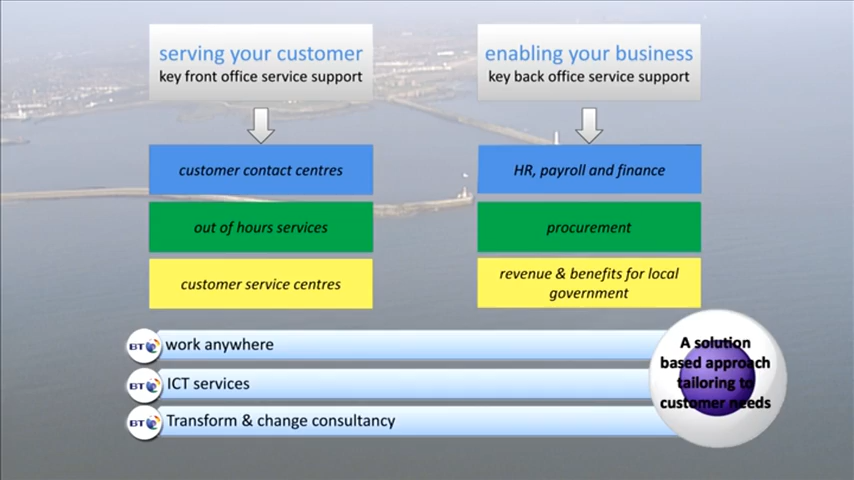 serving your customer
key front office service support
enabling your business
key back office service support
customer contact centres
HR, payroll and finance
out of hours services
procurement
customer service centres
revenue & benefits for local
government
BT work anywhere
BT ICT services
BT Transform & change consultancy
A solution
based approach
tailoring to
customer needs